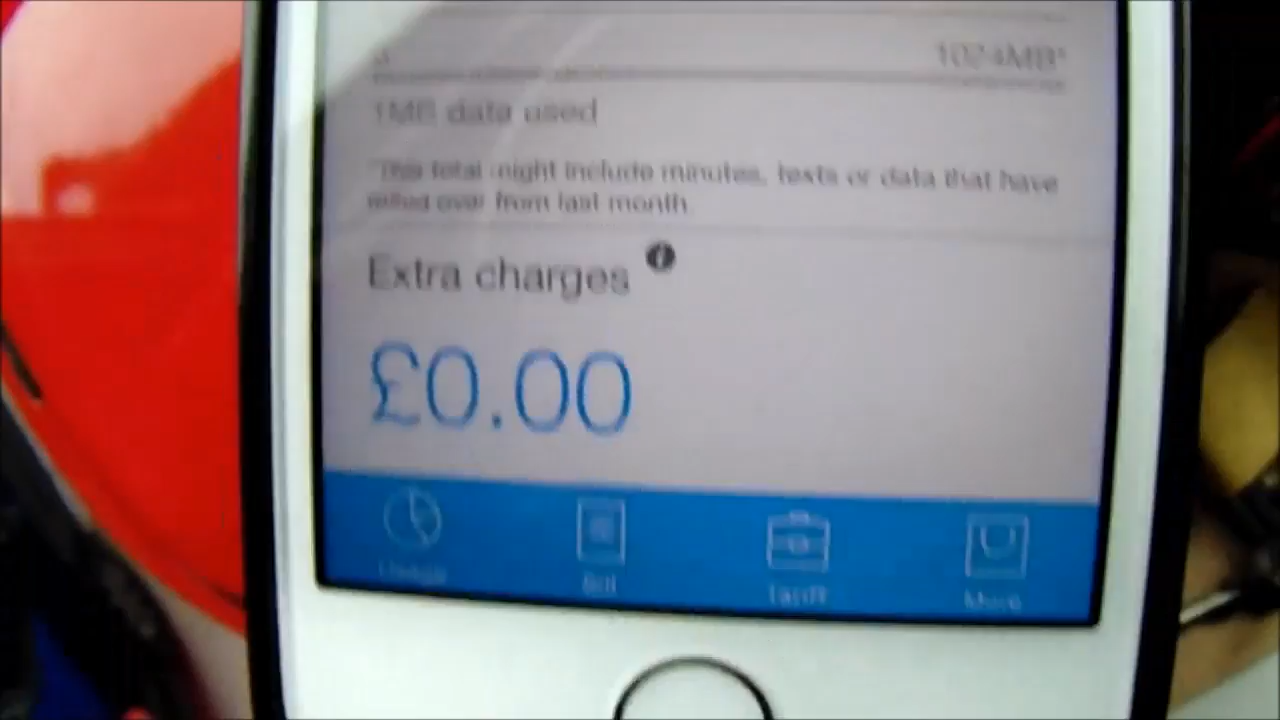 0 1024MB*
1MB data used
*This total might include minutes, texts or data that have
rolled over from last month
Extra charges i
£0.00
Usage Bill Tariff More